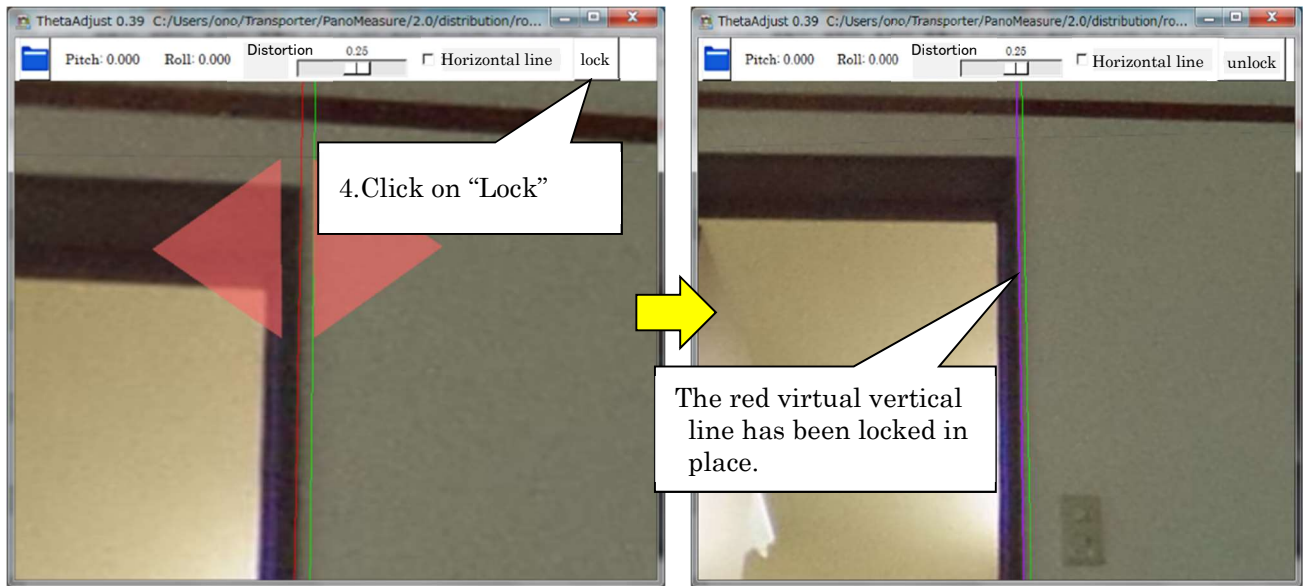 ThetaAdjust 0.39 C:/Users/ono/Transporter/PanoMeasure/2.0/distribution/ro...
Pitch: 0.000 Roll: 0.000 Distortion 0.25 Horizontal line lock
4.Click on “Lock”
ThetaAdjust 0.39 C:/Users/ono/Transporter/PanoMeasure/2.0/distribution/ro...
Pitch: 0.000 Roll: 0.000 Distortion 0.25 Horizontal line unlock
The red virtual vertical
line has been locked in
place.